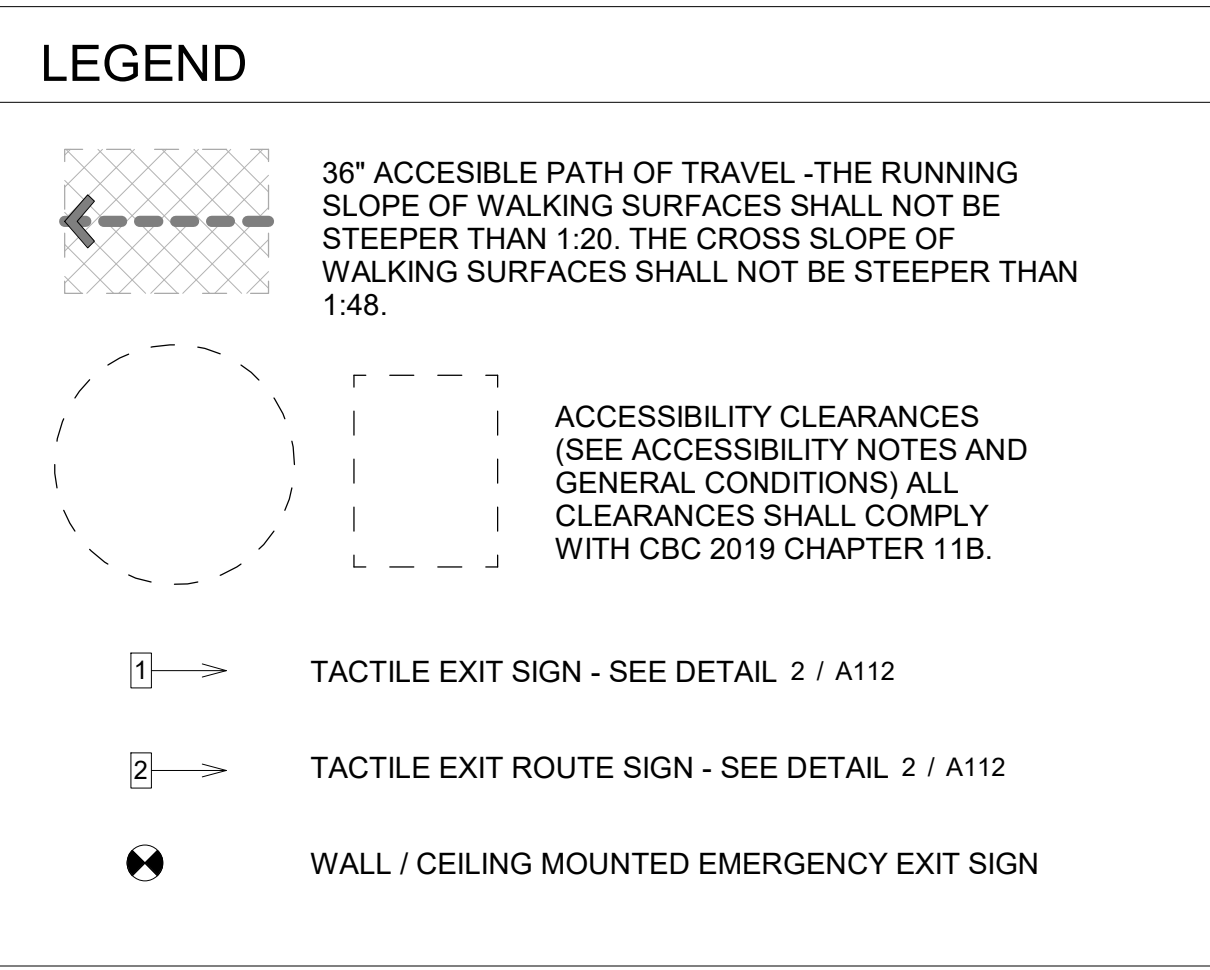 LEGEND
36" ACCESIBLE PATH OF TRAVEL -THE RUNNING
SLOPE OF WALKING SURFACES SHALL NOT BE
STEEPER THAN 1:20. THE CROSS SLOPE OF
WALKING SURFACES SHALL NOT BE STEEPER THAN
1:48.
ACCESSIBILITY CLEARANCES
(SEE ACCESSIBILITY NOTES AND
GENERAL CONDITIONS) ALL
CLEARANCES SHALL COMPLY
WITH CBC 2019 CHAPTER 11B.
1 TACTILE EXIT SIGN - SEE DETAIL 2 / A112
2 TACTILE EXIT ROUTE SIGN - SEE DETAIL 2 / A112
WALL / CEILING MOUNTED EMERGENCY EXIT SIGN